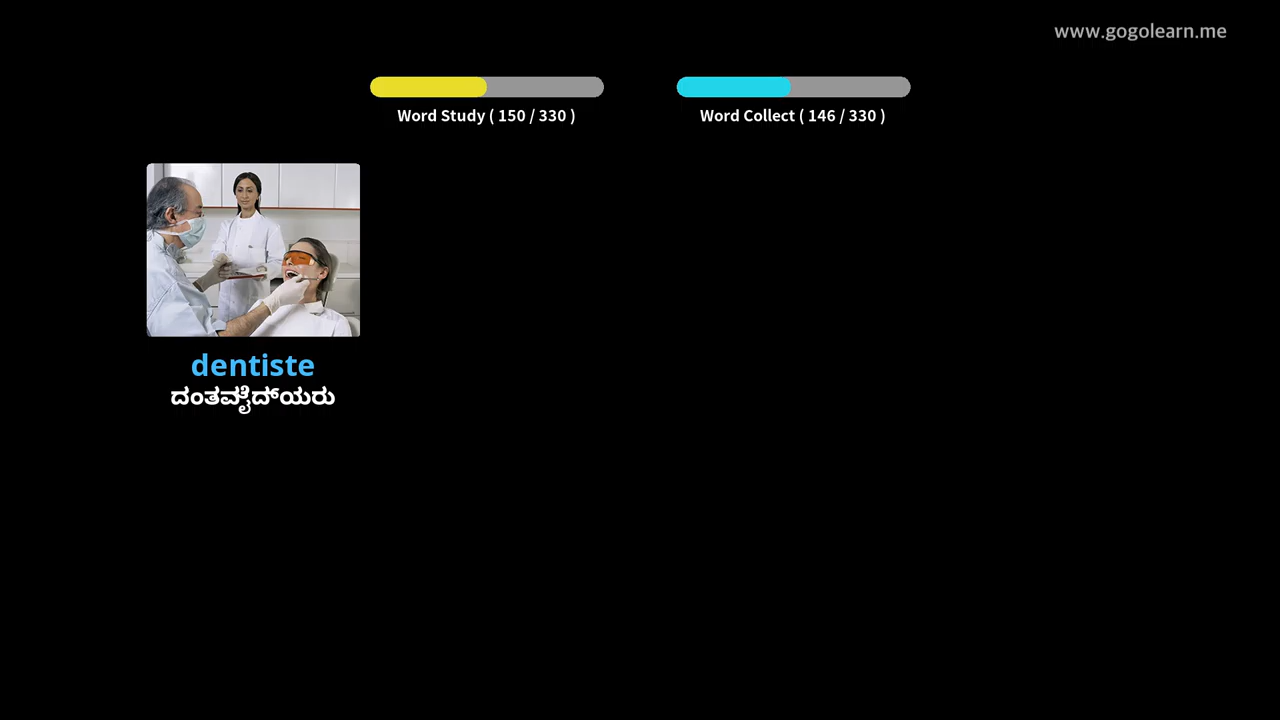 www.gogolearn.me
Word Study ( 150 / 330 )
Word Collect ( 146 / 330 )
dentiste
ದಂತವೈದ್ಯರು